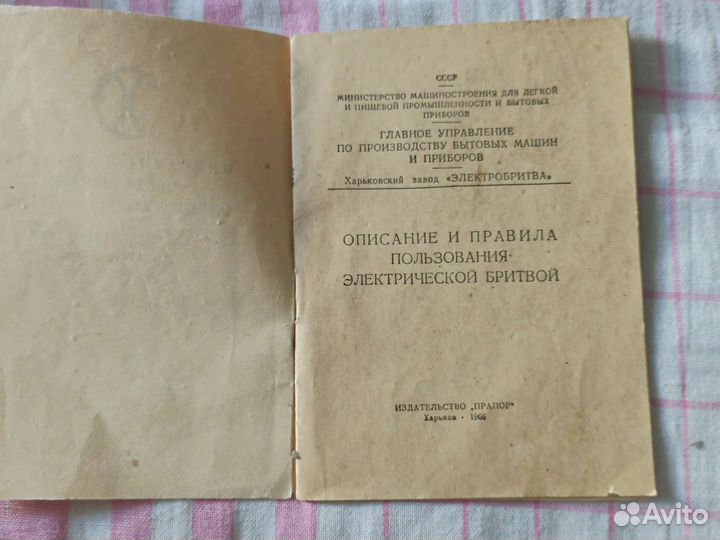 СССР
МИНИСТЕРСТВО МАШИНОСТРОЕНИЯ ДЛЯ ЛЕГКОЙ
И ПИЩЕВОЙ ПРОМЫШЛЕННОСТИ И БЫТОВЫХ
ПРИБОРОВ
ГЛАВНОЕ УПРАВЛЕНИЕ
ПО ПРОИЗВОДСТВУ БЫТОВЫХ МАШИН
И ПРИБОРОВ
Харьковский завод «ЭЛЕКТРОБРИТВА»
ОПИСАНИЕ И ПРАВИЛА
ПОЛЬЗОВАНИЯ
ЭЛЕКТРИЧЕСКОЙ БРИТВОЙ
ИЗДАТЕЛЬСТВО „ПРАПОР“
Харьков · 1966
Avito